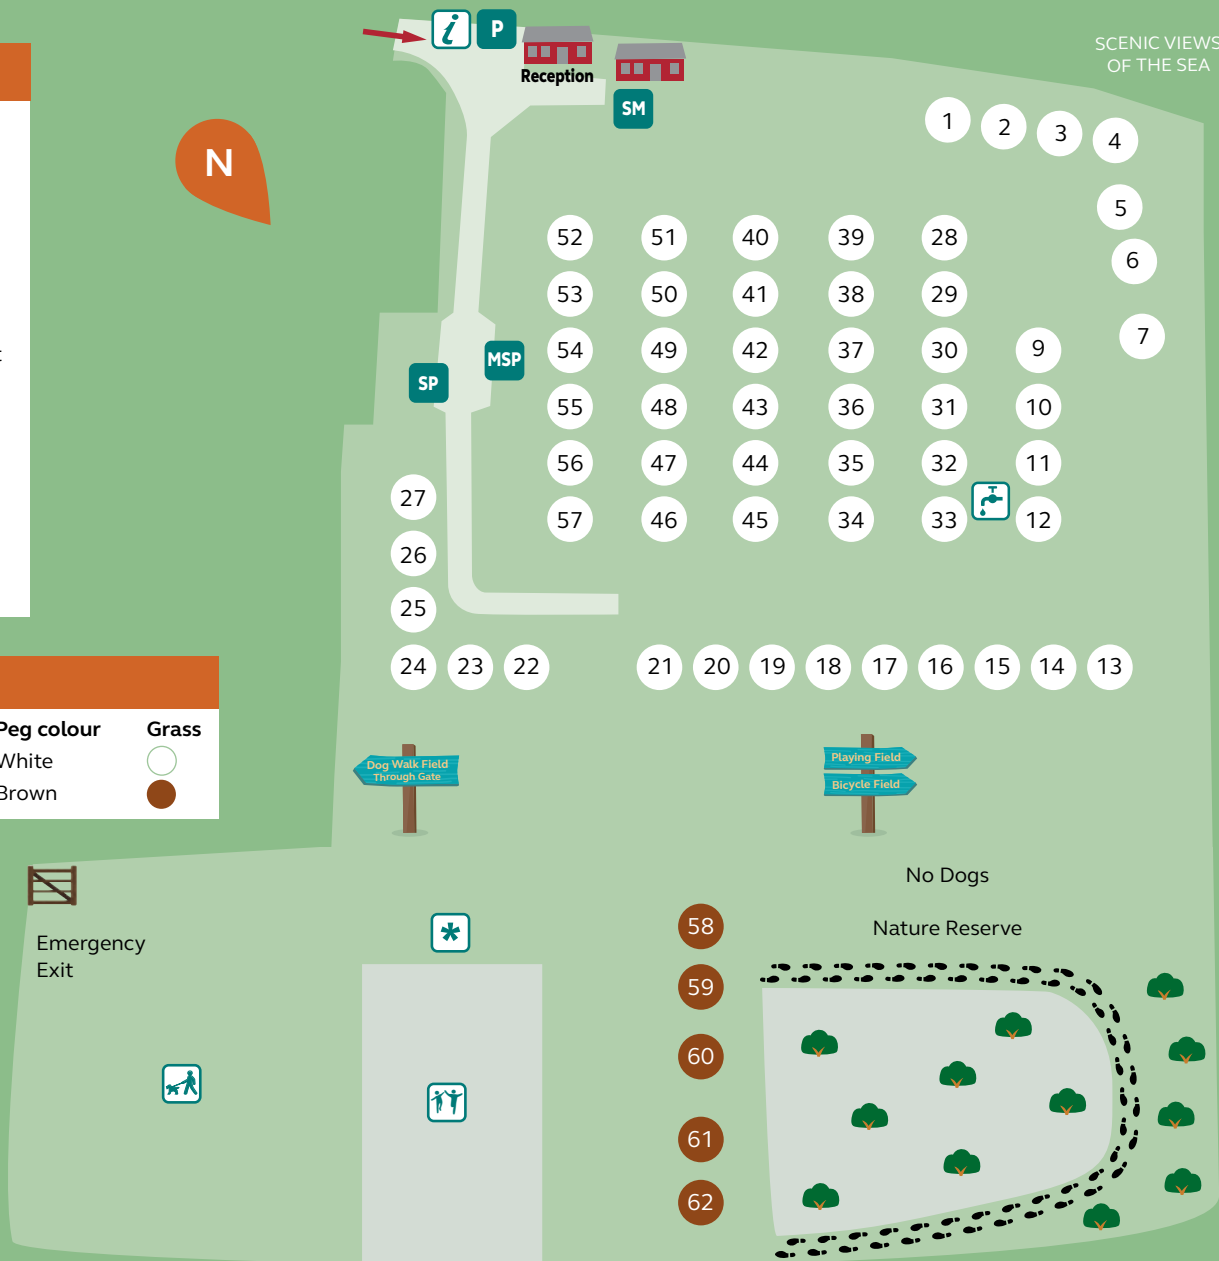 i
P
Reception
SM
SCENIC VIEWS
OF THE SEA
N
1 2 3 4
5
6
7
52 51 40 39 28
53 50 41 38 29
54 49 42 37 30 9
MSP
SP
55 48 43 36 31 10
56 47 44 35 32 11
57 46 45 34 33 12
27
26
25
24 23 22 21 20 19 18 17 16 15 14 13
Peg colour Grass
White
Brown
Dog Walk Field
Through Gate
Playing Field
Bicycle Field
No Dogs
Nature Reserve
Emergency
Exit
*
58
59
60
61
62